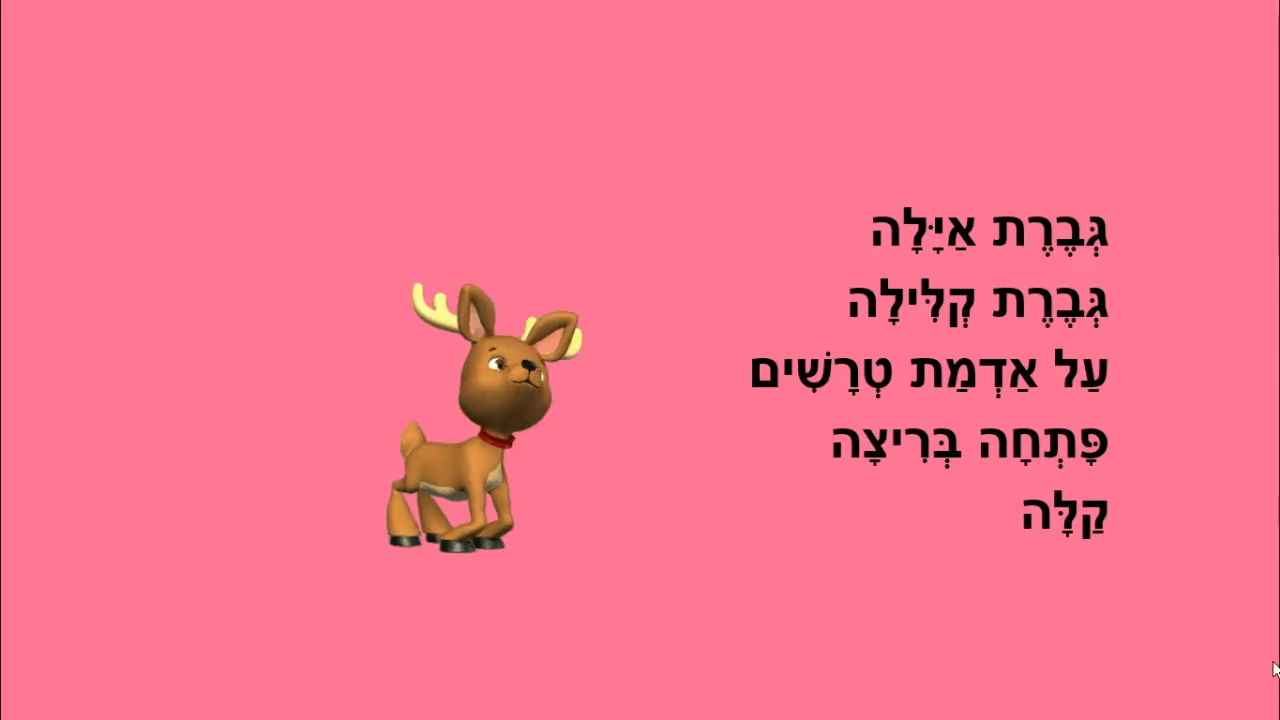 גְּבֶרֶת אַיָּלָה
גְּבֶרֶת קְלִּילָה
עַל אַדְמַת טְרָשִׁים
פָּתְחָה בְּרִיצָה
קַלָּה